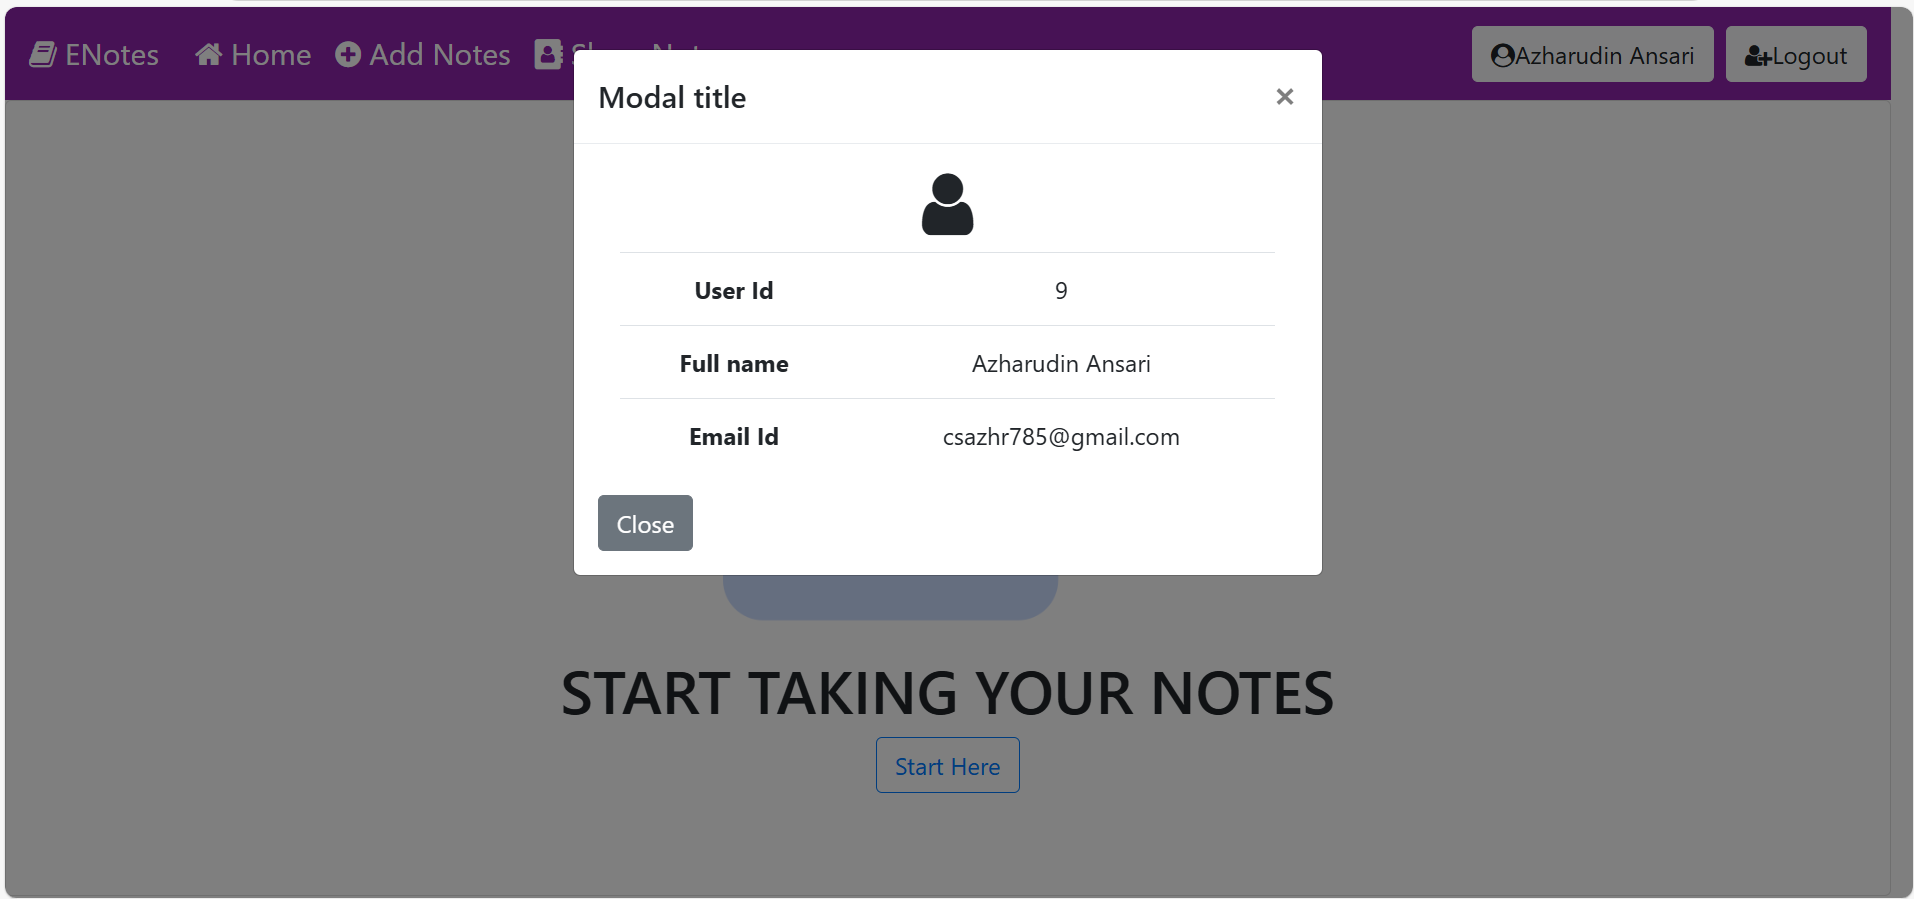 ENotes Home Add Notes
Azharudin Ansari Logout
Modal title
User Id 9
Full name Azharudin Ansari
Email Id csazhr785@gmail.com
Close
START TAKING YOUR NOTES
Start Here